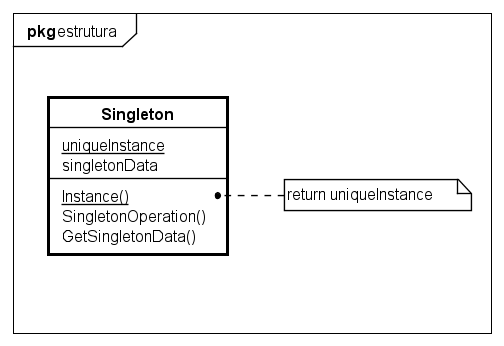 pkg estrutura
Singleton
uniqueInstance
singletonData
Instance()
return uniqueInstance
SingletonOperation()
GetSingletonData()